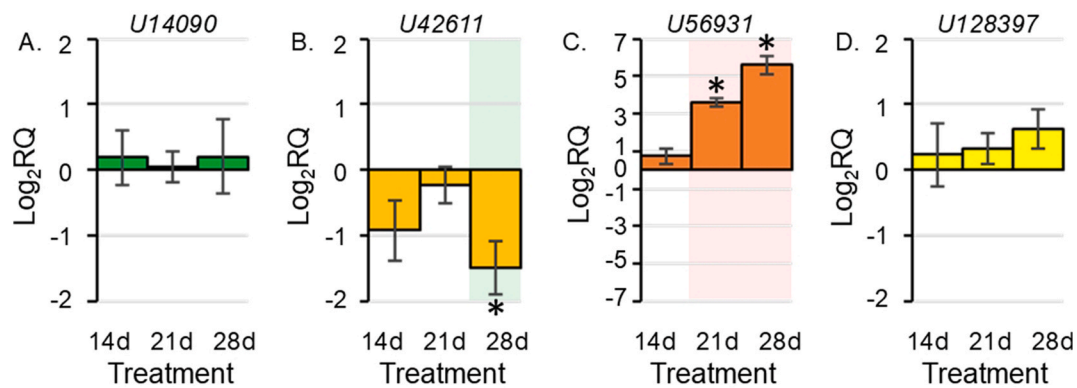 A. U14090
2
1
0
-1
-2
Log₂RQ
14d 21d 28d
Treatment
B. U42611
2
1
0
-1
-2
Log₂RQ
*
14d 21d 28d
Treatment
C. U56931
7
5
3
1
0
-1
-3
-5
-7
Log₂RQ
* *
14d 21d 28d
Treatment
D. U128397
2
1
0
-1
-2
Log₂RQ
14d 21d 28d
Treatment